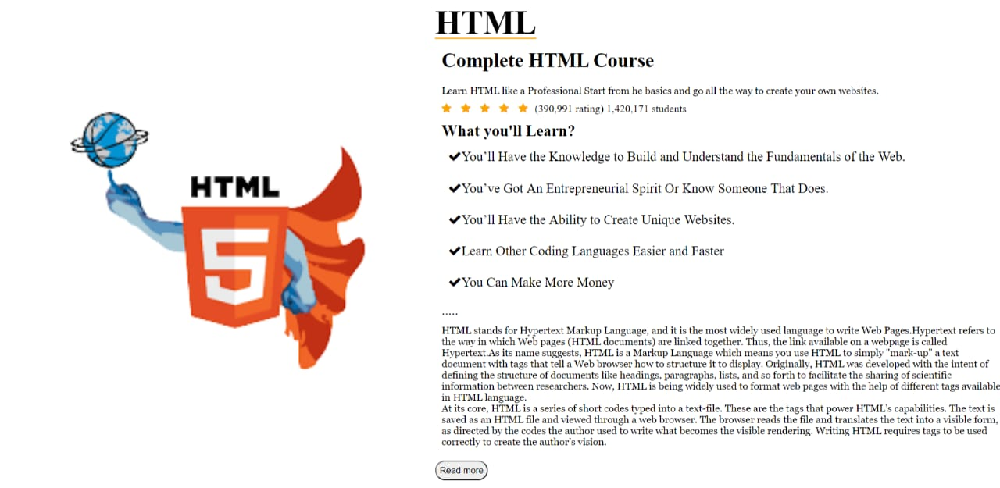 HTML
Complete HTML Course
Learn HTML like a Professional Start from he basics and go all the way to create your own websites.
(390,991 rating) 1,420,171 students
What you'll Learn?
✔You'll Have the Knowledge to Build and Understand the Fundamentals of the Web.
✔You've Got An Entrepreneurial Spirit Or Know Someone That Does.
✔You'll Have the Ability to Create Unique Websites.
✔Learn Other Coding Languages Easier and Faster
✔You Can Make More Money
.....
HTML stands for Hypertext Markup Language, and it is the most widely used language to write Web Pages.Hypertext refers to
the way in which Web pages (HTML documents) are linked together. Thus, the link available on a webpage is called
Hypertext.As its name suggests, HTML is a Markup Language which means you use HTML to simply "mark-up" a text
document with tags that tell a Web browser how to structure it to display. Originally, HTML was developed with the intent of
defining the structure of documents like headings, paragraphs, lists, and so forth to facilitate the sharing of scientific
information between researchers. Now, HTML is being widely used to format web pages with the help of different tags available
in HTML language.
At its core, HTML is a series of short codes typed into a text-file. These are the tags that power HTML's capabilities. The text is
saved as an HTML file and viewed through a web browser. The browser reads the file and translates the text into a visible form,
as directed by the codes the author used to write what becomes the visible rendering. Writing HTML requires tags to be used
correctly to create the author's vision.
Read more
HTML
5